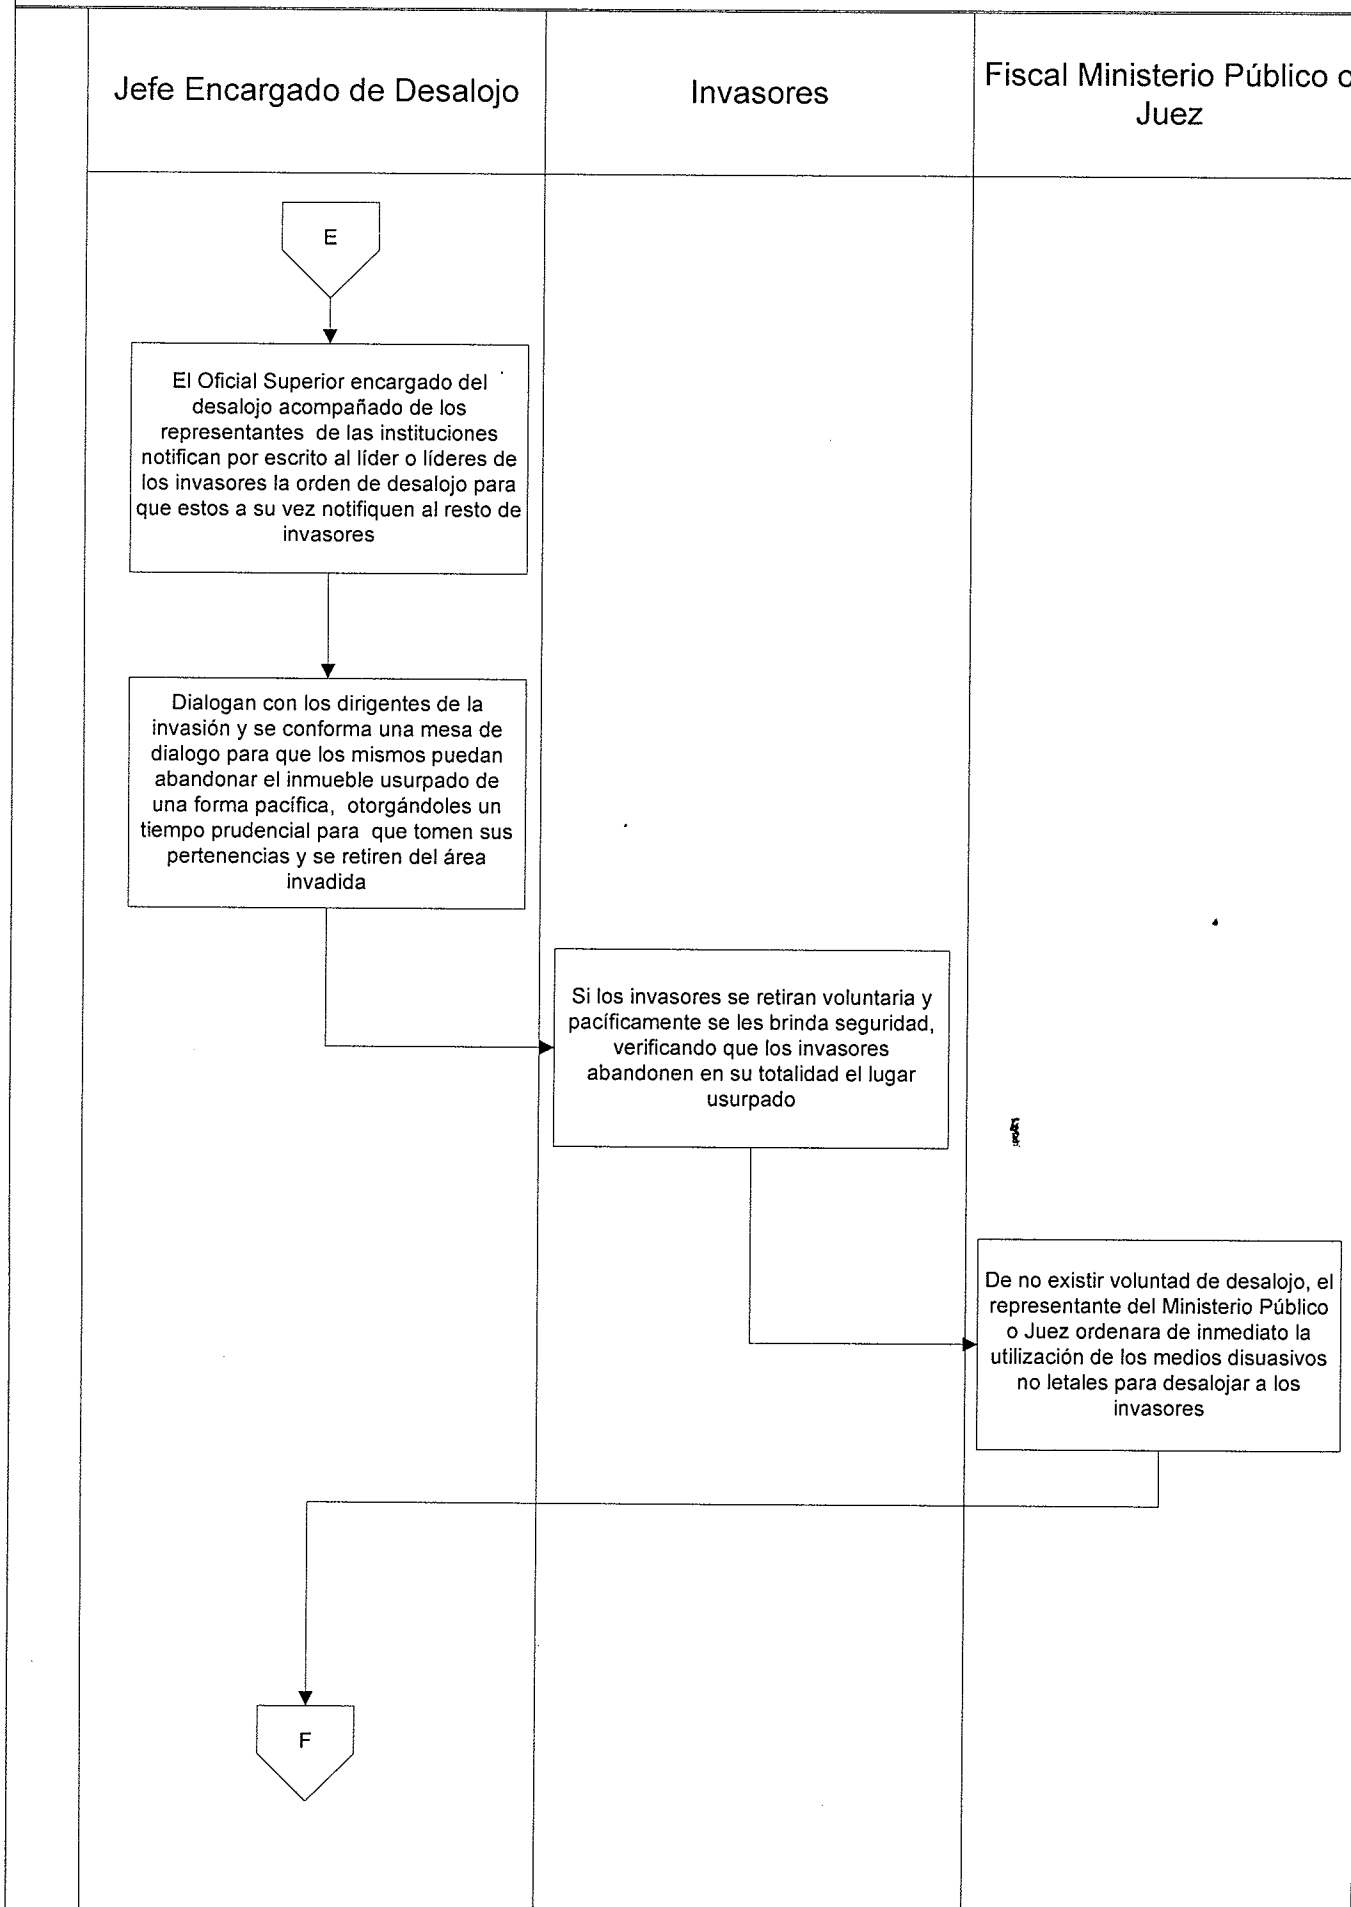 Jefe Encargado de Desalojo
Invasores
Fiscal Ministerio Público o
Juez
E
El Oficial Superior encargado del
desalojo acompañado de los
representantes de las instituciones
notifican por escrito al líder o líderes de
los invasores la orden de desalojo para
que estos a su vez notifiquen al resto de
invasores
Dialogan con los dirigentes de la
invasión y se conforma una mesa de
dialogo para que los mismos puedan
abandonar el inmueble usurpado de
una forma pacífica, otorgándoles un
tiempo prudencial para que tomen sus
pertenencias y se retiren del área
invadida
Si los invasores se retiran voluntaria y
pacíficamente se les brinda seguridad,
verificando que los invasores
abandonen en su totalidad el lugar
usurpado
De no existir voluntad de desalojo, el
representante del Ministerio Público
o Juez ordenara de inmediato la
utilización de los medios disuasivos
no letales para desalojar a los
invasores
F